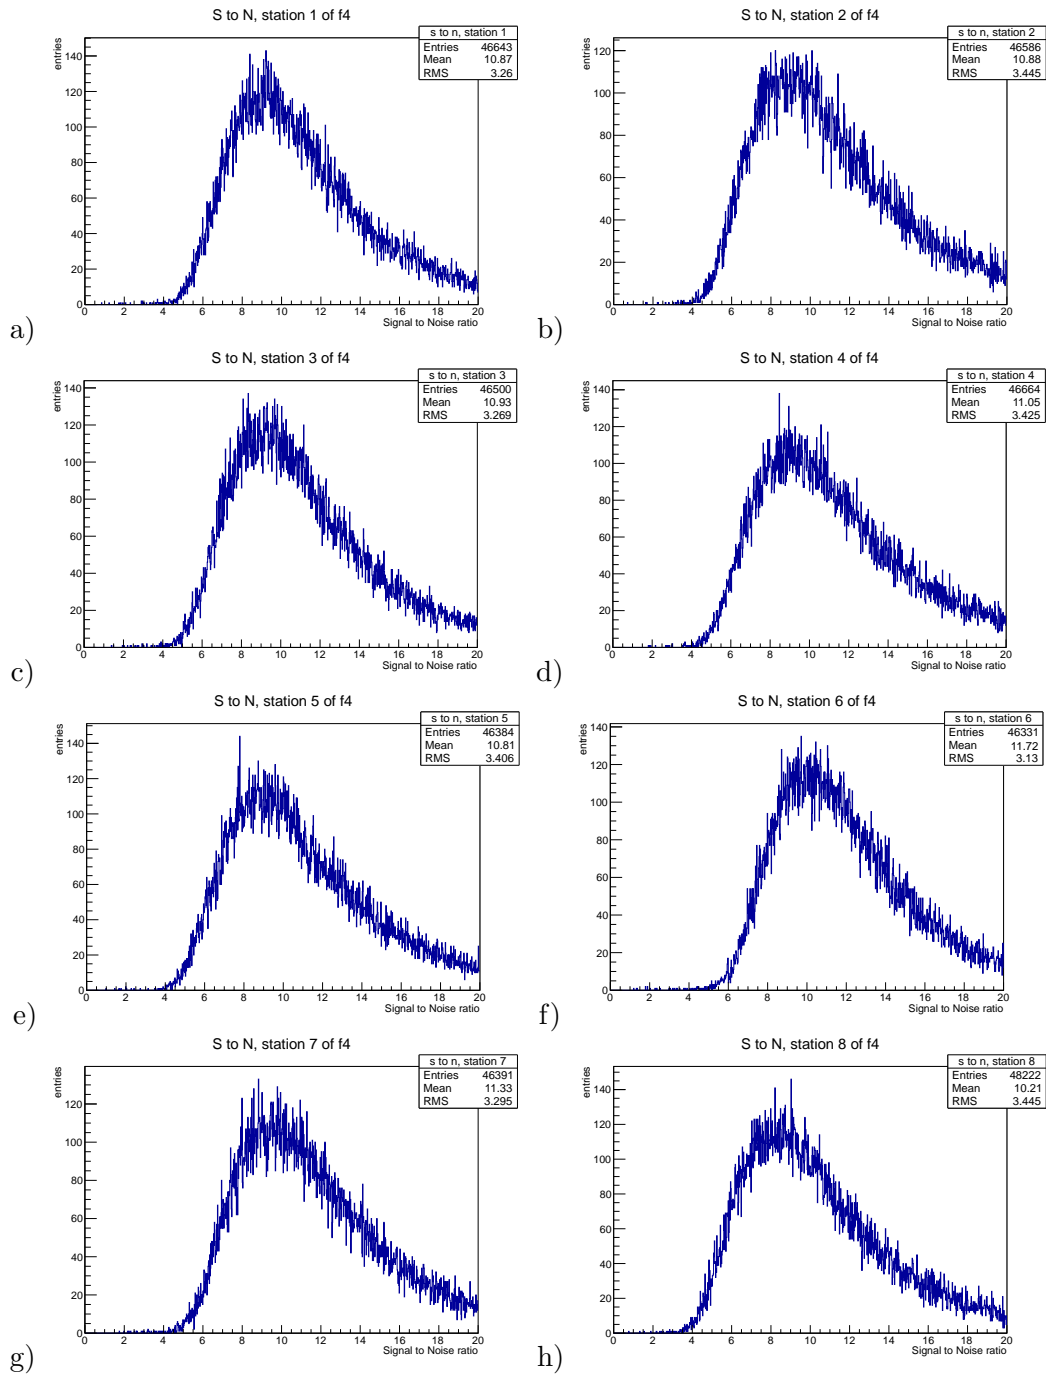 S to N, station 1 of f4
entries
s to n, station 1
Entries 46643
Mean 10.87
RMS 3.26
140
120
100
80
60
40
20
0
0 2 4 6 8 10 12 14 16 18 20
Signal to Noise ratio
a)
S to N, station 2 of f4
entries
s to n, station 2
Entries 46586
Mean 10.88
RMS 3.445
120
100
80
60
40
20
0
0 2 4 6 8 10 12 14 16 18 20
Signal to Noise ratio
b)
S to N, station 3 of f4
entries
s to n, station 3
Entries 46500
Mean 10.93
RMS 3.269
140
120
100
80
60
40
20
0
0 2 4 6 8 10 12 14 16 18 20
Signal to Noise ratio
c)
S to N, station 4 of f4
entries
s to n, station 4
Entries 46664
Mean 11.05
RMS 3.425
140
120
100
80
60
40
20
0
0 2 4 6 8 10 12 14 16 18 20
Signal to Noise ratio
d)
S to N, station 5 of f4
entries
s to n, station 5
Entries 46384
Mean 10.81
RMS 3.406
140
120
100
80
60
40
20
0
0 2 4 6 8 10 12 14 16 18 20
Signal to Noise ratio
e)
S to N, station 6 of f4
entries
s to n, station 6
Entries 46331
Mean 11.72
RMS 3.13
140
120
100
80
60
40
20
0
0 2 4 6 8 10 12 14 16 18 20
Signal to Noise ratio
f)
S to N, station 7 of f4
entries
s to n, station 7
Entries 46391
Mean 11.33
RMS 3.295
120
100
80
60
40
20
0
0 2 4 6 8 10 12 14 16 18 20
Signal to Noise ratio
g)
S to N, station 8 of f4
entries
s to n, station 8
Entries 48222
Mean 10.21
RMS 3.445
140
120
100
80
60
40
20
0
0 2 4 6 8 10 12 14 16 18 20
Signal to Noise ratio
h)